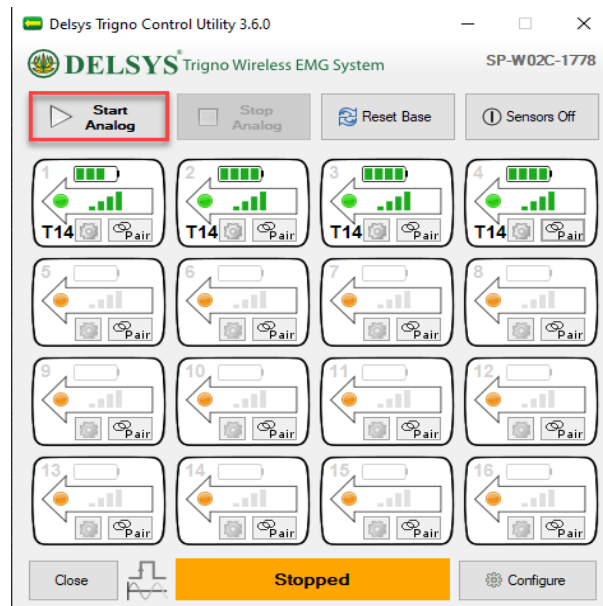 Delsys Trigno Control Utility 3.6.0
DELSYS Trigno Wireless EMG System SP-W02C-1778
Start Analog Stop Analog Reset Base Sensors Off
1 2 3 4
T14 Pair T14 Pair T14 Pair T14 Pair
5 6 7 8
Pair Pair Pair Pair
9 10 11 12
Pair Pair Pair Pair
13 14 15 16
Pair Pair Pair Pair
Close Stopped Configure